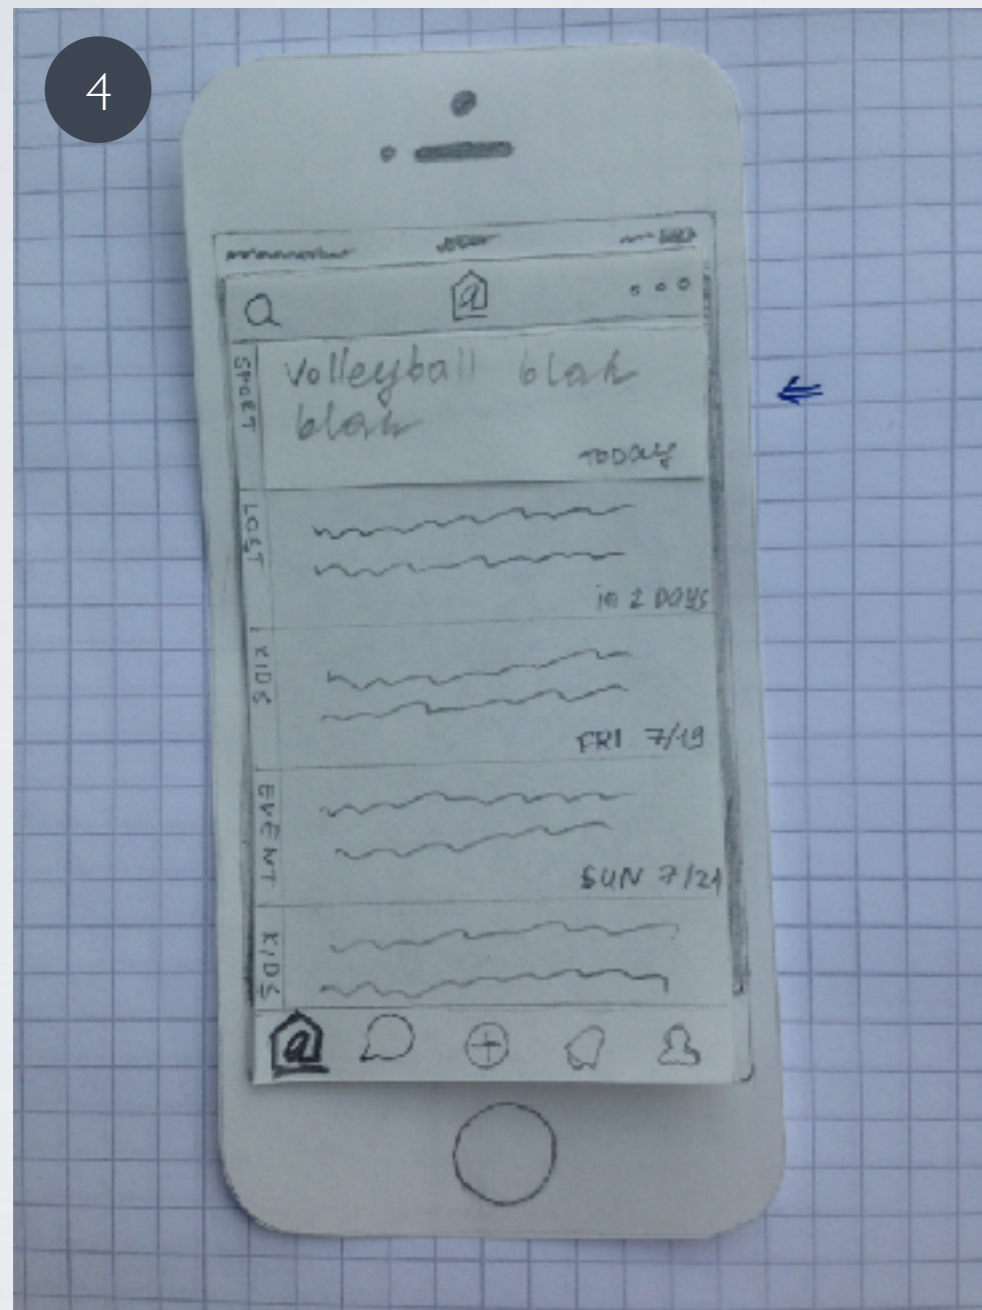 4
@
SPORT
Volleyball blah
blah
TODAY
LOST
in 2 DAYS
KIDS
FRI 7/19
EVENT
SUN 7/21
KIDS
@